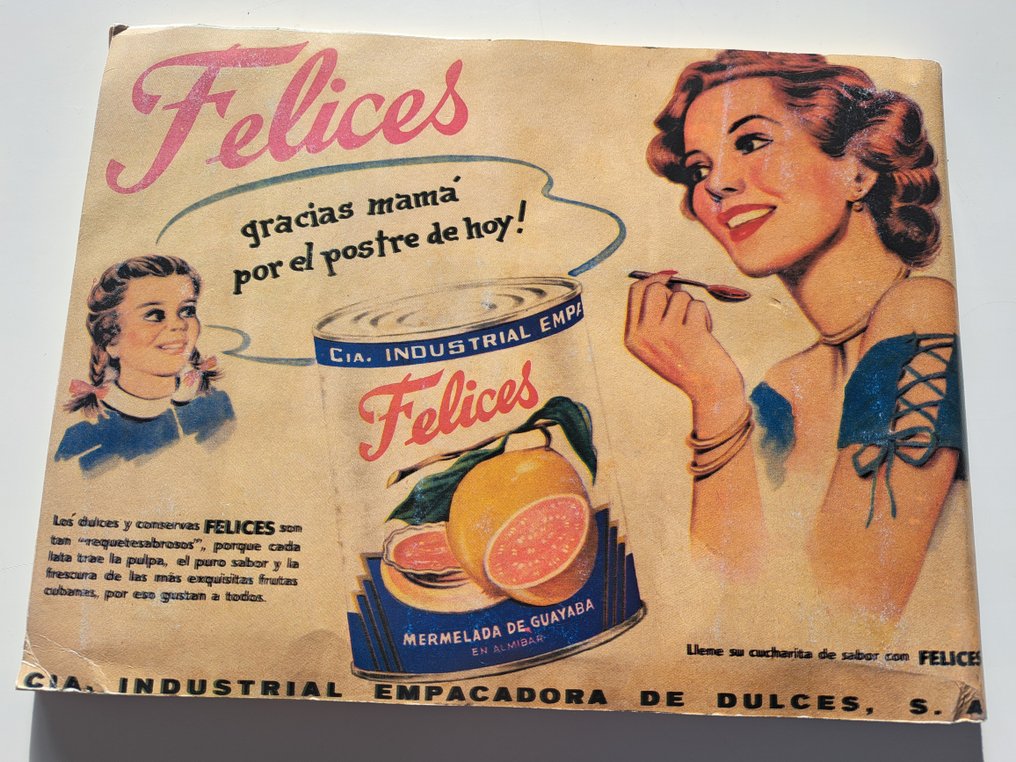 Felices
gracias mamá
por el postre de hoy!
CIA. INDUSTRIAL EMPA
Felices
Los dulces y conservas FELICES son
tan "requetesabrosos", porque cada
lata trae la pulpa, el puro sabor y la
frescura de las más exquisitas frutas
cubanas, por eso gustan a todos.
MERMELADA DE GUAYABA
EN ALMIBAR
Llene su cucharita de sabor con FELICES
CIA. INDUSTRIAL EMPACADORA DE DULCES, S. A